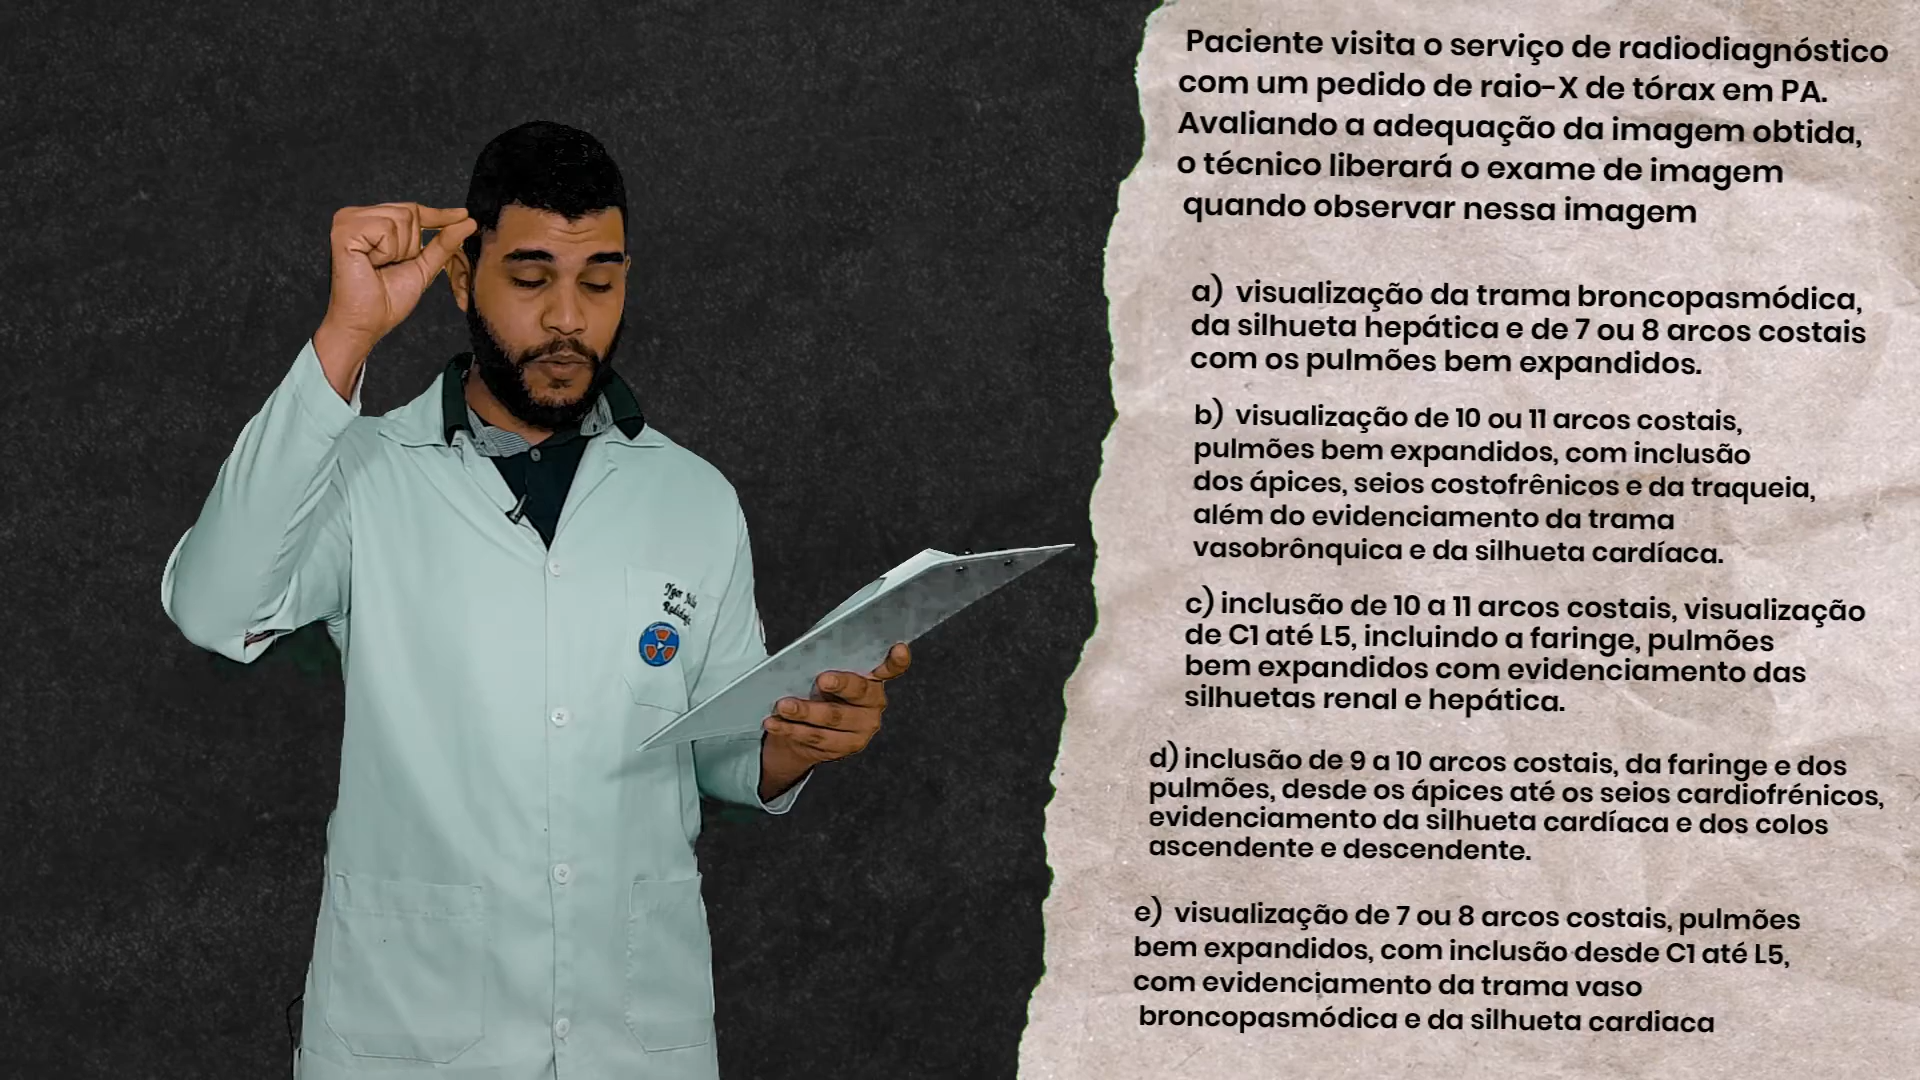 Paciente visita o serviço de radiodiagnóstico
com um pedido de raio-X de tórax em PA.
Avaliando a adequação da imagem obtida,
o técnico liberará o exame de imagem
quando observar nessa imagem
a) visualização da trama broncopasmódica,
da silhueta hepática e de 7 ou 8 arcos costais
com os pulmões bem expandidos.
b) visualização de 10 ou 11 arcos costais,
pulmões bem expandidos, com inclusão
dos ápices, seios costofrênicos e da traqueia,
além do evidenciamento da trama
vasobrônquica e da silhueta cardíaca.
c) inclusão de 10 a 11 arcos costais, visualização
de C1 até L5, incluindo a faringe, pulmões
bem expandidos com evidenciamento das
silhuetas renal e hepática.
d) inclusão de 9 a 10 arcos costais, da faringe e dos
pulmões, desde os ápices até os seios cardiofrénicos,
evidenciamento da silhueta cardíaca e dos colos
ascendente e descendente.
e) visualização de 7 ou 8 arcos costais, pulmões
bem expandidos, com inclusão desde C1 até L5,
com evidenciamento da trama vaso
broncopasmódica e da silhueta cardiaca